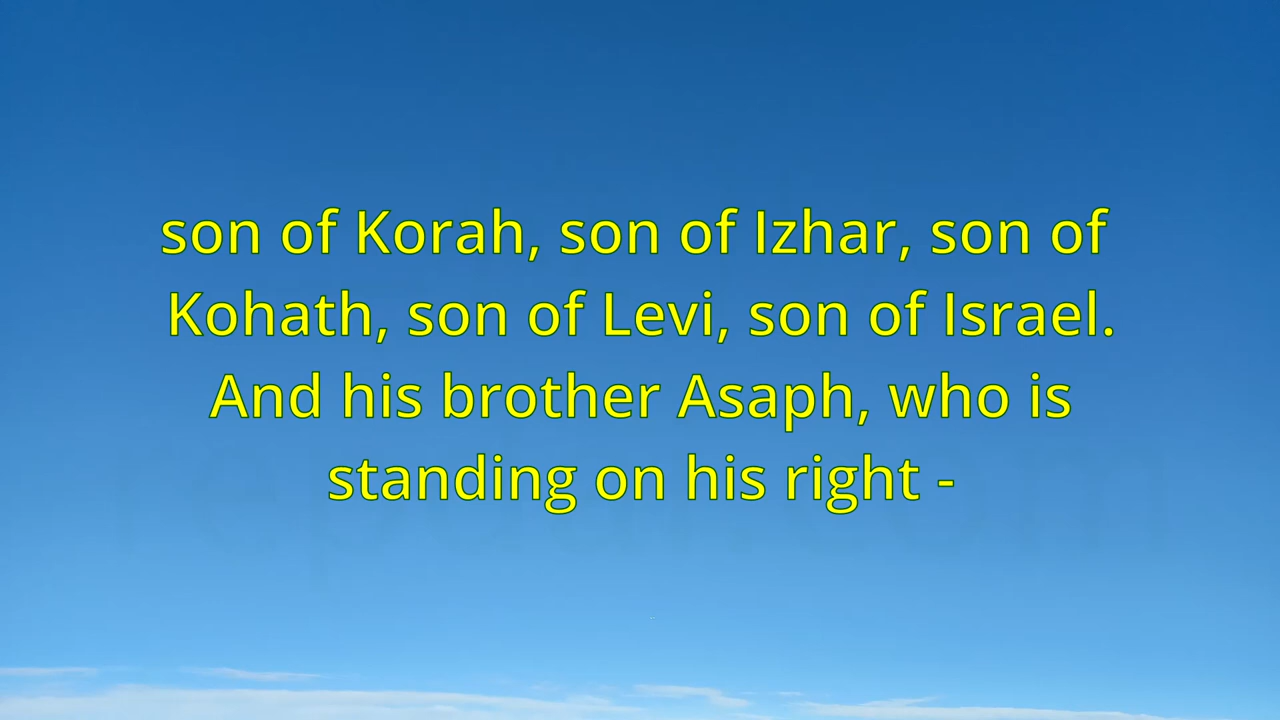 son of Korah, son of Izhar, son of
Kohath, son of Levi, son of Israel.
And his brother Asaph, who is
standing on his right -